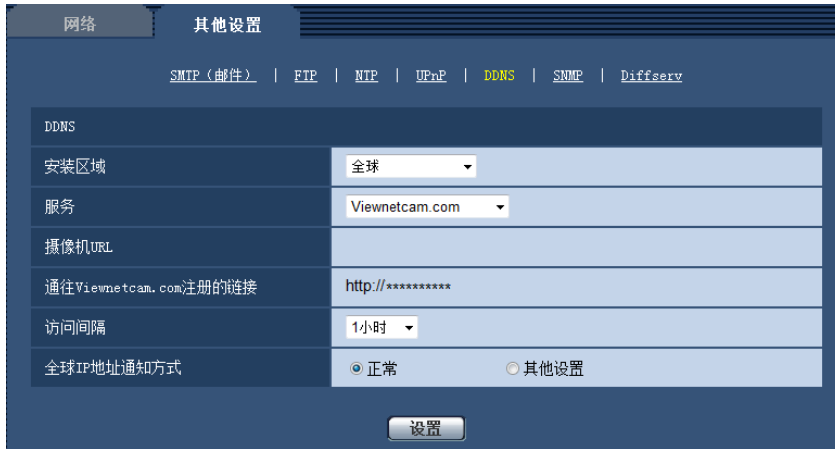 网络 其他设置
SMTP（邮件） | FTP | NTP | UPnP | DDNS | SNMP | Diffserv
DDNS
安装区域 全球
服务 Viewnetcam.com
摄像机URL
通往Viewnetcam.com注册的链接 http://**********
访问间隔 1小时
全球IP地址通知方式 正常 其他设置
设置